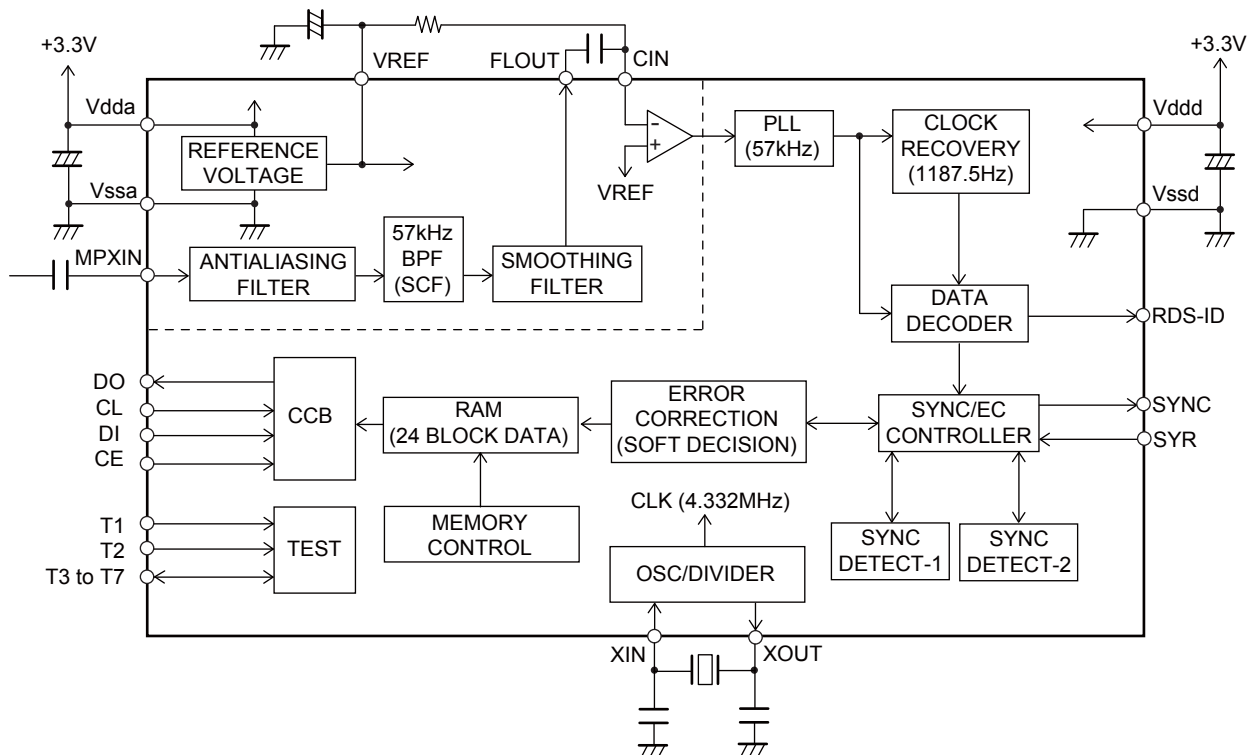 +3.3V
VREF
FLOUT
CIN
+3.3V
Vdda
Vddd
REFERENCE
VOLTAGE
-
+
VREF
PLL
(57kHz)
CLOCK
RECOVERY
(1187.5Hz)
Vssa
Vssd
MPXIN
ANTIALIASING
FILTER
57kHz
BPF
(SCF)
SMOOTHING
FILTER
DATA
DECODER
RDS-ID
DO
CL
DI
CE
CCB
RAM
(24 BLOCK DATA)
ERROR
CORRECTION
(SOFT DECISION)
SYNC/EC
CONTROLLER
SYNC
SYR
T1
T2
T3 to T7
TEST
MEMORY
CONTROL
CLK (4.332MHz)
OSC/DIVIDER
SYNC
DETECT-1
SYNC
DETECT-2
XIN
XOUT